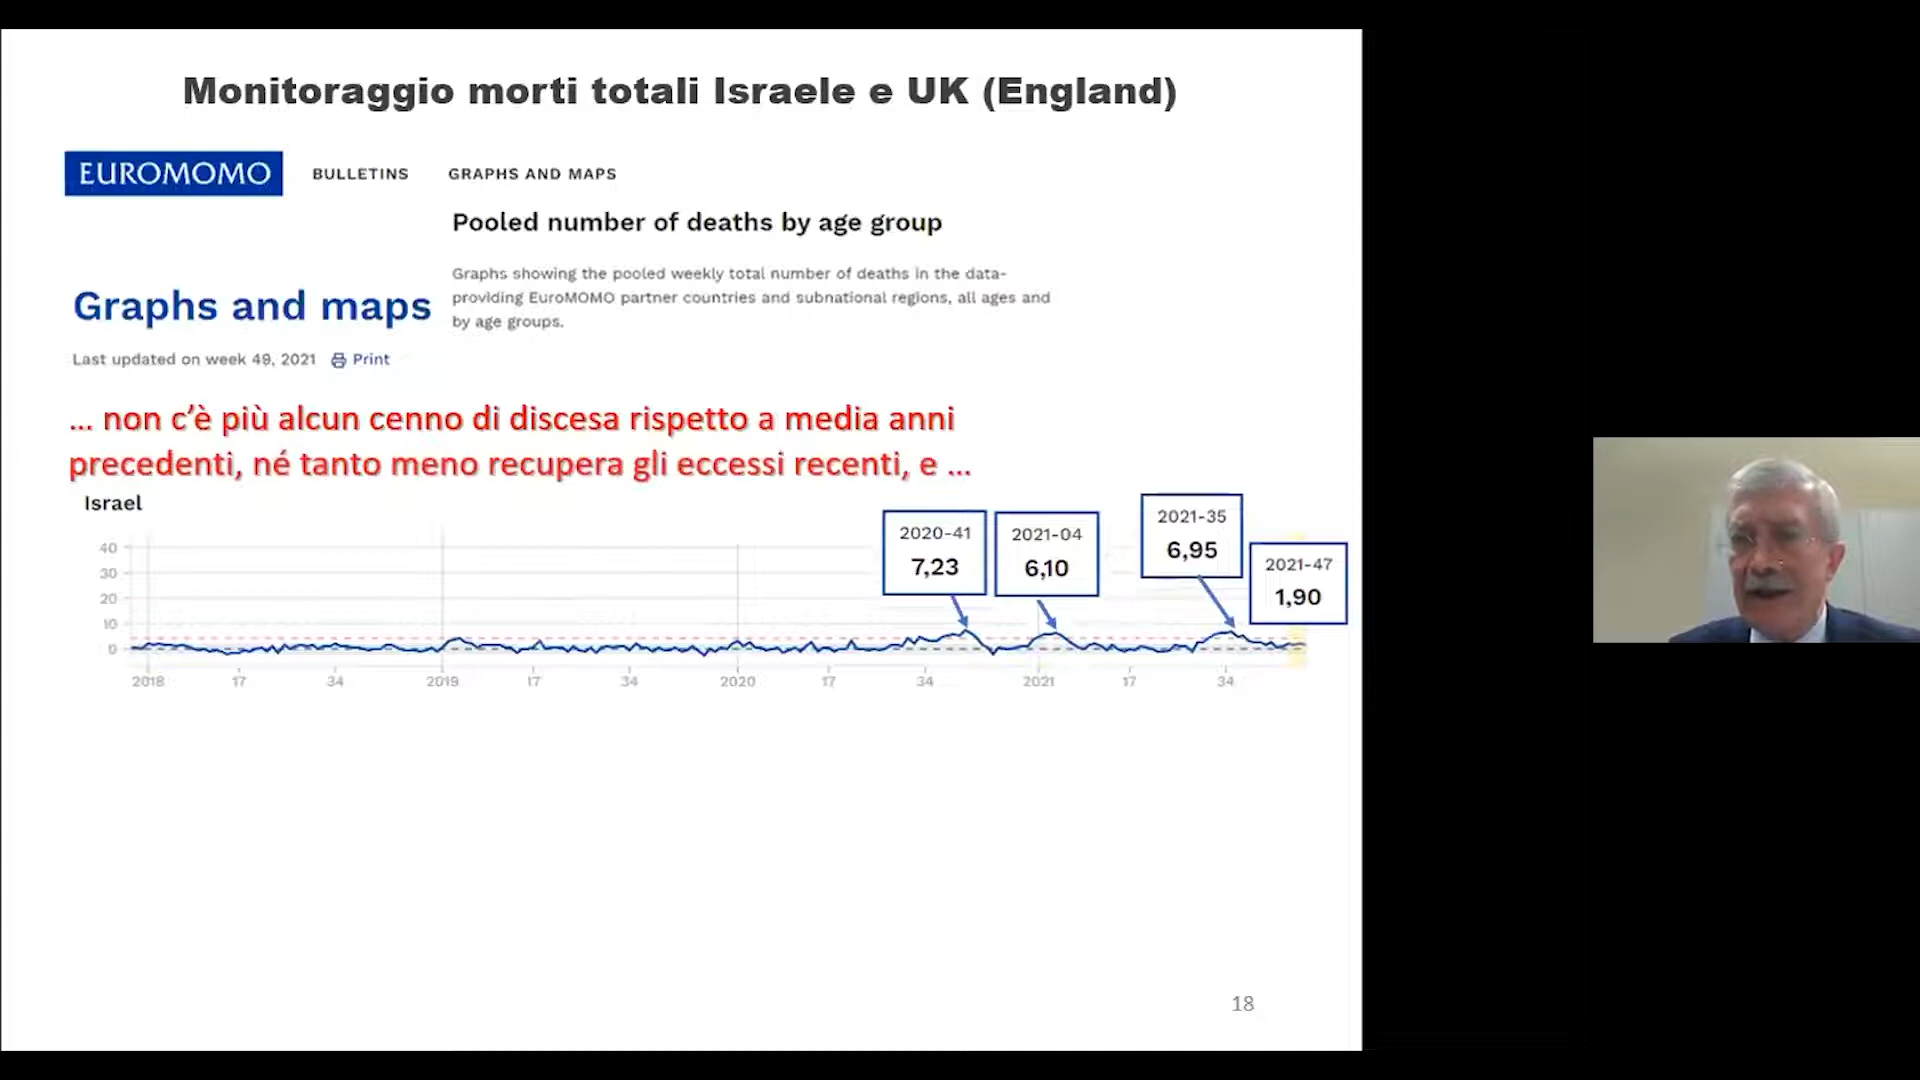 Monitoraggio morti totali Israele e UK (England)
EUROMOMO BULLETINS GRAPHS AND MAPS
Pooled number of deaths by age group
Graphs showing the pooled weekly total number of deaths in the data-
providing EuroMOMO partner countries and subnational regions, all ages and
by age groups.
Graphs and maps
Last updated on week 49, 2021 Print
... non c'è più alcun cenno di discesa rispetto a media anni
precedenti, né tanto meno recupera gli eccessi recenti, e ...
Israel
2020-41
7,23
2021-04
6,10
2021-35
6,95
2021-47
1,90
40
30
20
10
0
2018 17 34 2019 17 34 2020 17 34 2021 17 34
18